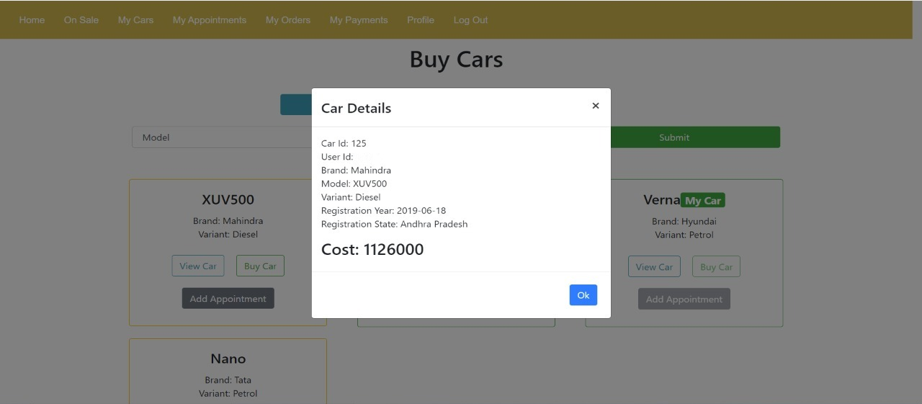 Home On Sale My Cars My Appointments My Orders My Payments Profile Log Out
Buy Cars
Model
Submit
Car Details ×
Car Id: 125
User Id:
Brand: Mahindra
Model: XUV500
Variant: Diesel
Registration Year: 2019-06-18
Registration State: Andhra Pradesh
Cost: 1126000
Ok
XUV500
Brand: Mahindra
Variant: Diesel
View Car Buy Car
Add Appointment
Verna My Car
Brand: Hyundai
Variant: Petrol
View Car Buy Car
Add Appointment
Nano
Brand: Tata
Variant: Petrol